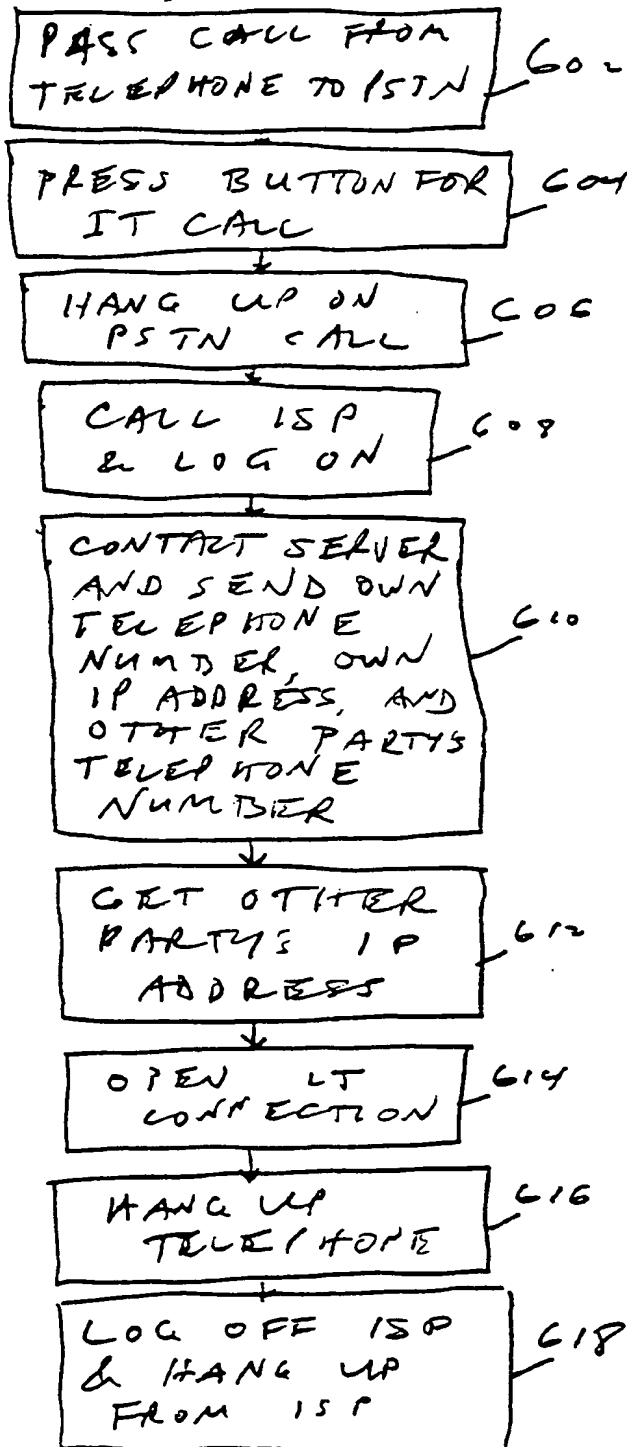 PASS CALL FROM
TELEPHONE TO PSTN
602
PRESS BUTTON FOR
IT CALL
604
HANG UP ON
PSTN CALL
606
CALL ISP
& LOG ON
608
CONTACT SERVER
AND SEND OWN
TELEPHONE
NUMBER, OWN
IP ADDRESS, AND
OTHER PARTY'S
TELEPHONE
NUMBER
610
GET OTHER
PARTY'S IP
ADDRESS
612
OPEN IT
CONNECTION
614
HANG UP
TELEPHONE
616
LOG OFF ISP
& HANG UP
FROM ISP
618